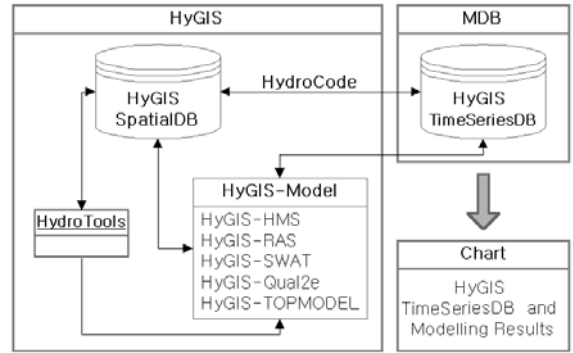 HyGIS
MDB
HyGIS
SpatialDB
HydroCode
HyGIS
TimeSeriesDB
HydroTools
HyGIS-Model
HyGIS-HMS
HyGIS-RAS
HyGIS-SWAT
HyGIS-Qual2e
HyGIS-TOPMODEL
Chart
HyGIS
TimeSeriesDB and
Modelling Results